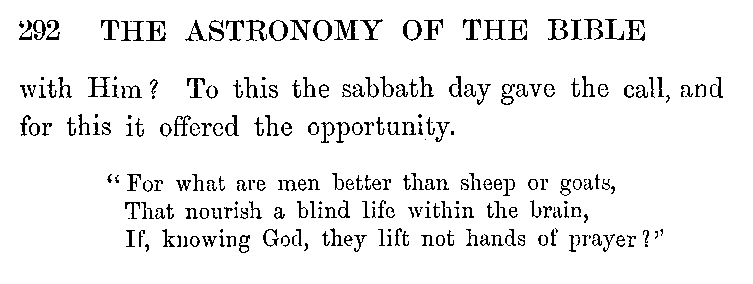 292 THE ASTRONOMY OF THE BIBLE
with Him? To this the sabbath day gave the call, and
for this it offered the opportunity.
“For what are men better than sheep or goats,
That nourish a blind life within the brain,
If, knowing God, they lift not hands of prayer?”